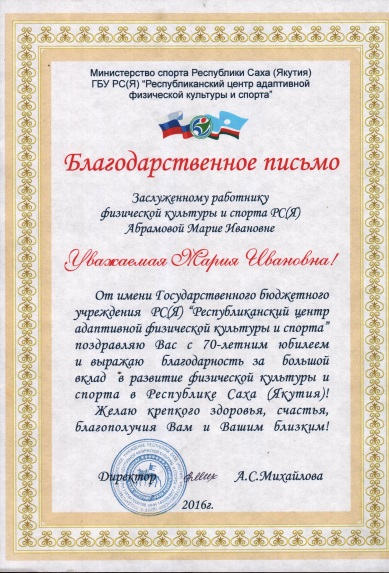 Министерство спорта Республики Саха (Якутия)
ГБУ РС(Я) "Республиканский центр адаптивной
физической культуры и спорта"
Благодарственное письмо
Заслуженному работнику
физической культуры и спорта РС(Я)
Абрамовой Марие Ивановне
Уважаемая Мария Ивановна!
От имени Государственного бюджетного
учреждения РС(Я) "Республиканский центр
адаптивной физической культуры и спорта"
поздравляю Вас с 70-летним юбилеем
и выражаю благодарность за большой
вклад в развитие физической культуры и
спорта в Республике Саха (Якутия)!
Желаю крепкого здоровья, счастья,
благополучия Вам и Вашим близким!
Директор А.С.Михайлова
2016г.